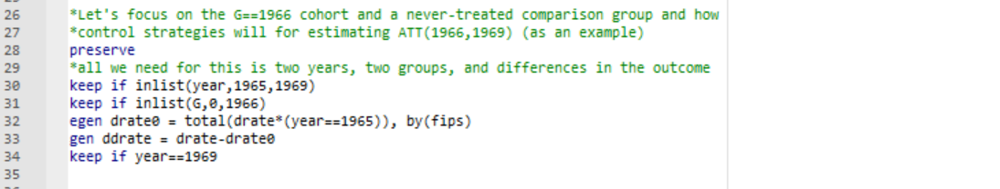 26 *Let's focus on the G==1966 cohort and a never-treated comparison group and how
27 *control strategies will for estimating ATT(1966,1969) (as an example)
28 preserve
29 *all we need for this is two years, two groups, and differences in the outcome
30 keep if inlist(year,1965,1969)
31 keep if inlist(G,0,1966)
32 egen drate0 = total(drate*(year==1965)), by(fips)
33 gen ddrate = drate-drate0
34 keep if year==1969
35